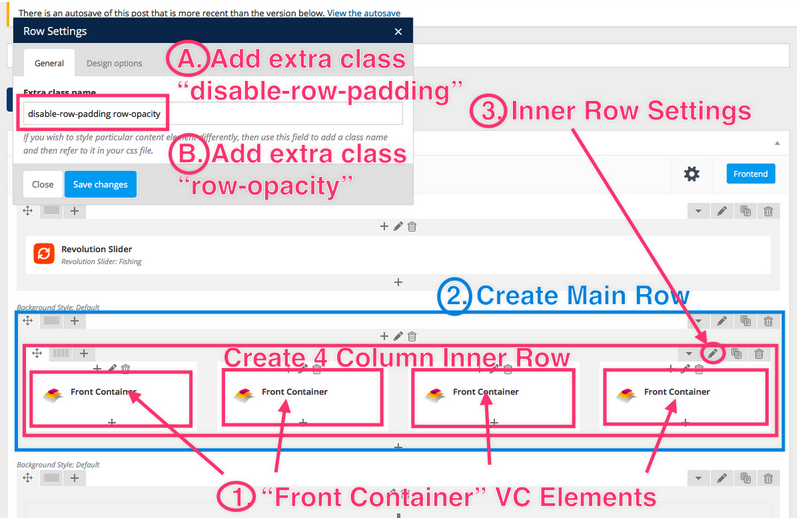 There is an autosave of this post that is more recent than the version below. View the autosave
Row Settings
×
General
Design options
A. Add extra class
"disable-row-padding"
Extra class name
disable-row-padding row-opacity
3. Inner Row Settings
If you wish to style particular content element differently, then use this field to add a class name
and then refer to it in your css file.
B. Add extra class
"row-opacity"
Close
Save changes
Frontend
Revolution Slider
Revolution Slider: Fishing
2. Create Main Row
Background Style: Default
Create 4 Column Inner Row
Front Container
Front Container
Front Container
Front Container
Background Style: Default
1. "Front Container" VC Elements